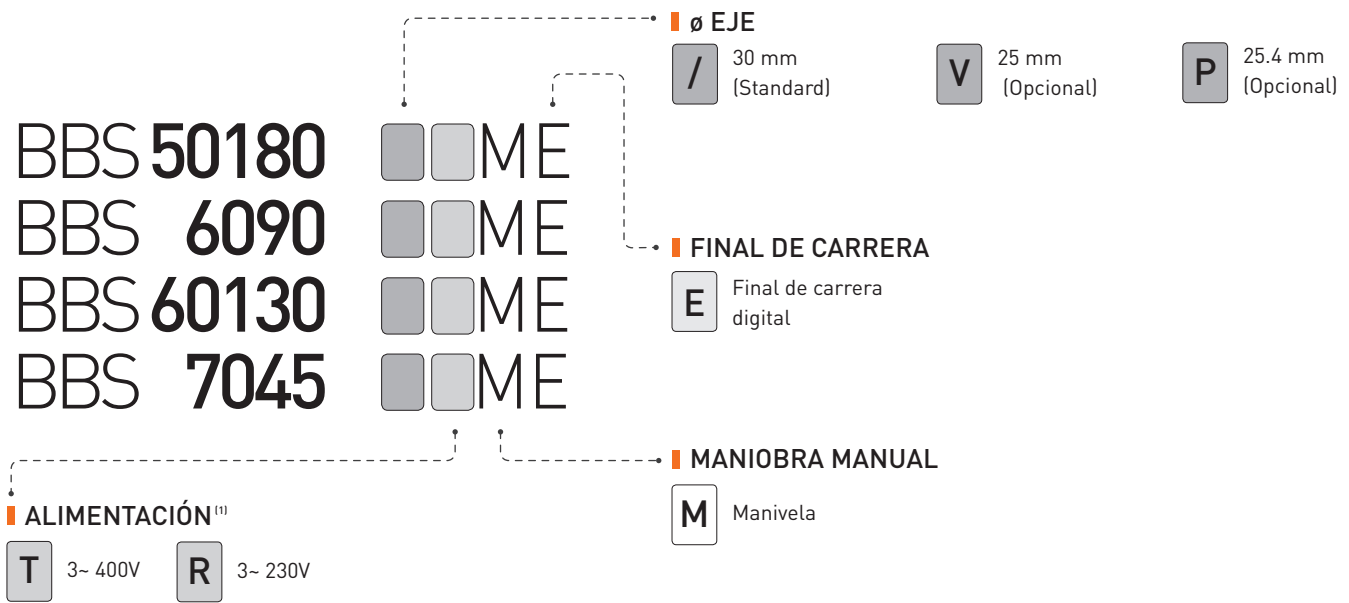 ø EJE
/ 30 mm (Standard)
V 25 mm (Opcional)
P 25.4 mm (Opcional)
BBS 50180 ME
BBS 6090 ME
BBS 60130 ME
BBS 7045 ME
FINAL DE CARRERA
E Final de carrera digital
MANIOBRA MANUAL
M Manivela
ALIMENTACIÓN(1)
T 3~ 400V R 3~ 230V